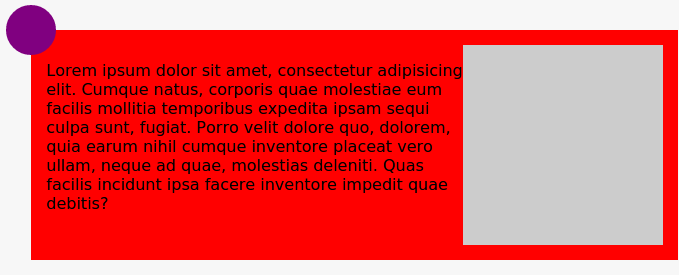 Lorem ipsum dolor sit amet, consectetur adipisicing
elit. Cumque natus, corporis quae molestiae eum
facilis mollitia temporibus expedita ipsam sequi
culpa sunt, fugiat. Porro velit dolore quo, dolorem,
quia earum nihil cumque inventore placeat vero
ullam, neque ad quae, molestias deleniti. Quas
facilis incidunt ipsa facere inventore impedit quae
debitis?